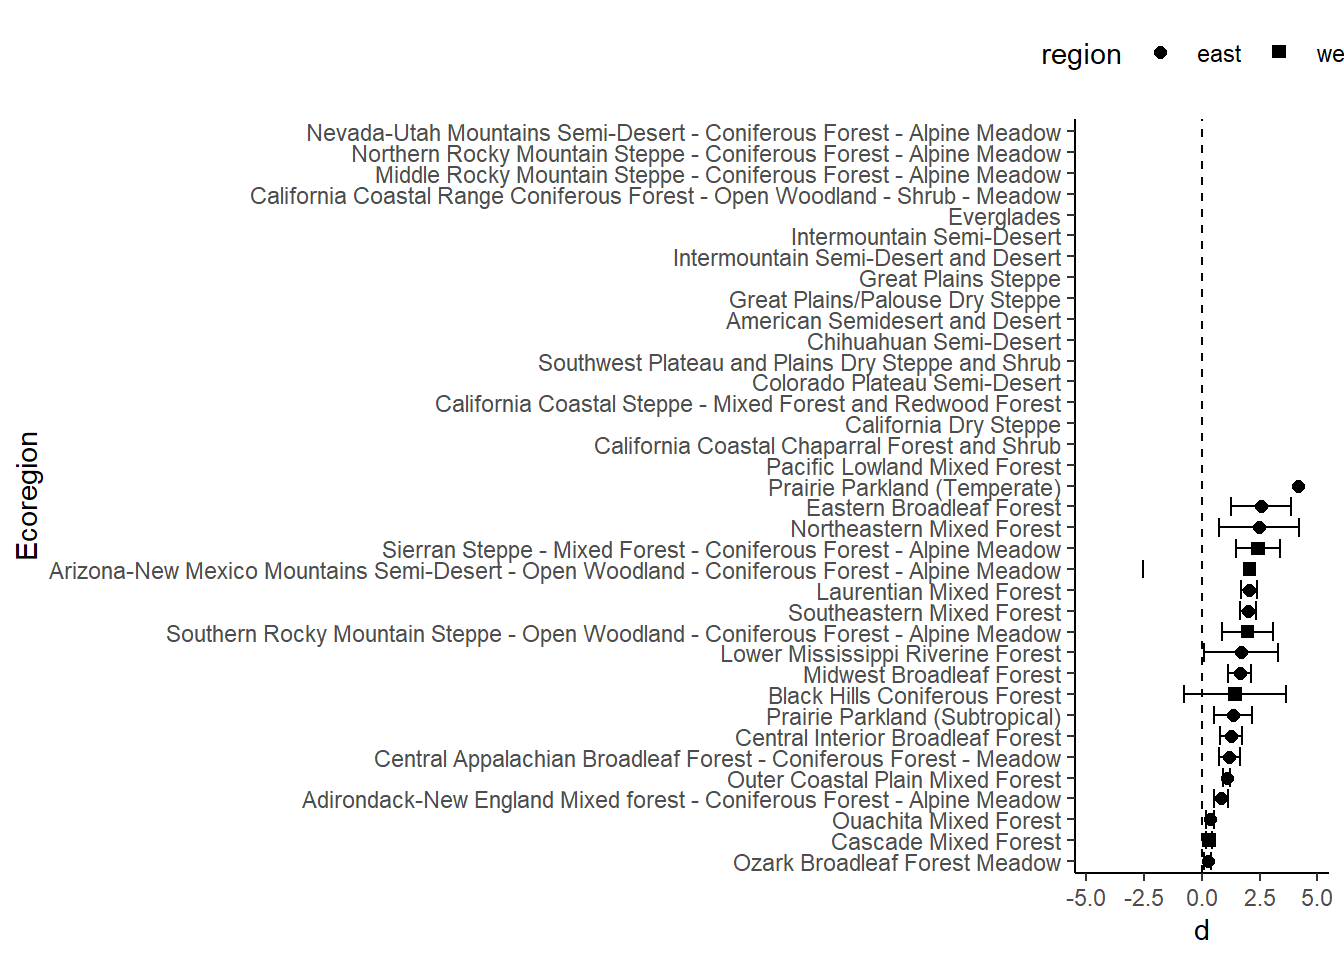 region east we
Nevada-Utah Mountains Semi-Desert - Coniferous Forest - Alpine Meadow
Northern Rocky Mountain Steppe - Coniferous Forest - Alpine Meadow
Middle Rocky Mountain Steppe - Coniferous Forest - Alpine Meadow
California Coastal Range Coniferous Forest - Open Woodland - Shrub - Meadow
Everglades
Intermountain Semi-Desert
Intermountain Semi-Desert and Desert
Great Plains Steppe
Great Plains/Palouse Dry Steppe
American Semidesert and Desert
Chihuahuan Semi-Desert
Southwest Plateau and Plains Dry Steppe and Shrub
Colorado Plateau Semi-Desert
California Coastal Steppe - Mixed Forest and Redwood Forest
California Dry Steppe
California Coastal Chaparral Forest and Shrub
Pacific Lowland Mixed Forest
Prairie Parkland (Temperate)
Eastern Broadleaf Forest
Northeastern Mixed Forest
Sierran Steppe - Mixed Forest - Coniferous Forest - Alpine Meadow
Arizona-New Mexico Mountains Semi-Desert - Open Woodland - Coniferous Forest - Alpine Meadow
Laurentian Mixed Forest
Southeastern Mixed Forest
Southern Rocky Mountain Steppe - Open Woodland - Coniferous Forest - Alpine Meadow
Lower Mississippi Riverine Forest
Midwest Broadleaf Forest
Black Hills Coniferous Forest
Prairie Parkland (Subtropical)
Central Interior Broadleaf Forest
Central Appalachian Broadleaf Forest - Coniferous Forest - Meadow
Outer Coastal Plain Mixed Forest
Adirondack-New England Mixed forest - Coniferous Forest - Alpine Meadow
Ouachita Mixed Forest
Cascade Mixed Forest
Ozark Broadleaf Forest Meadow
Ecoregion
-5.0 -2.5 0.0 2.5 5.0
d